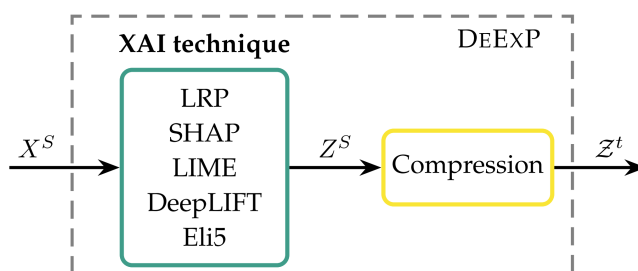 XAI technique
DEEXP
LRP
SHAP
LIME
DeepLIFT
Eli5
X^S
Z^S
Compression
𝒵^t